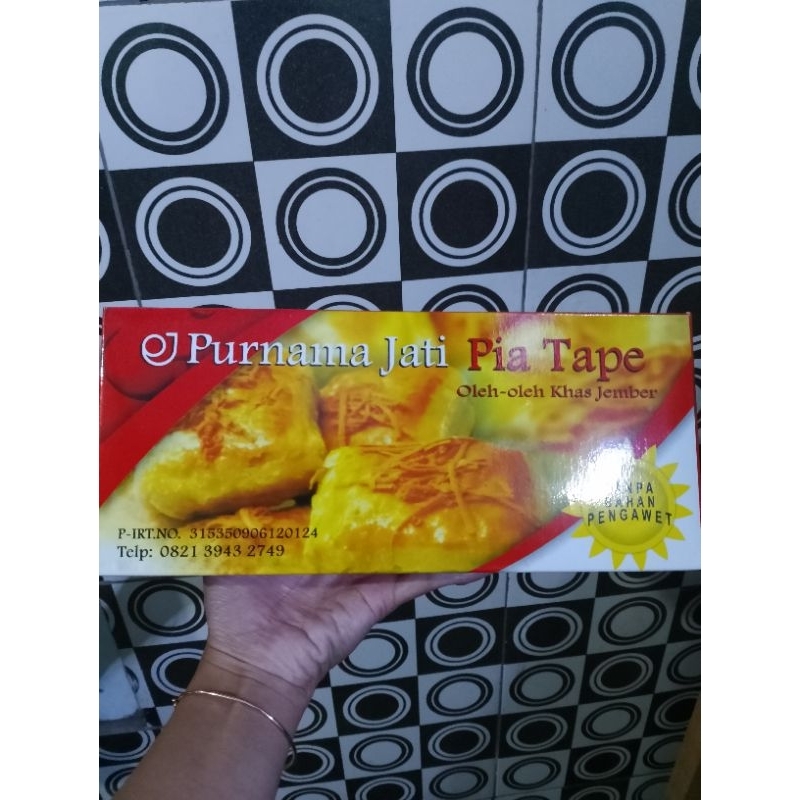 Purnama Jati Pia Tape
Oleh-oleh Khas Jember
TANPA
BAHAN
PENGAWET
P-IRT.NO. 315350906120124
Telp: 0821 3943 2749